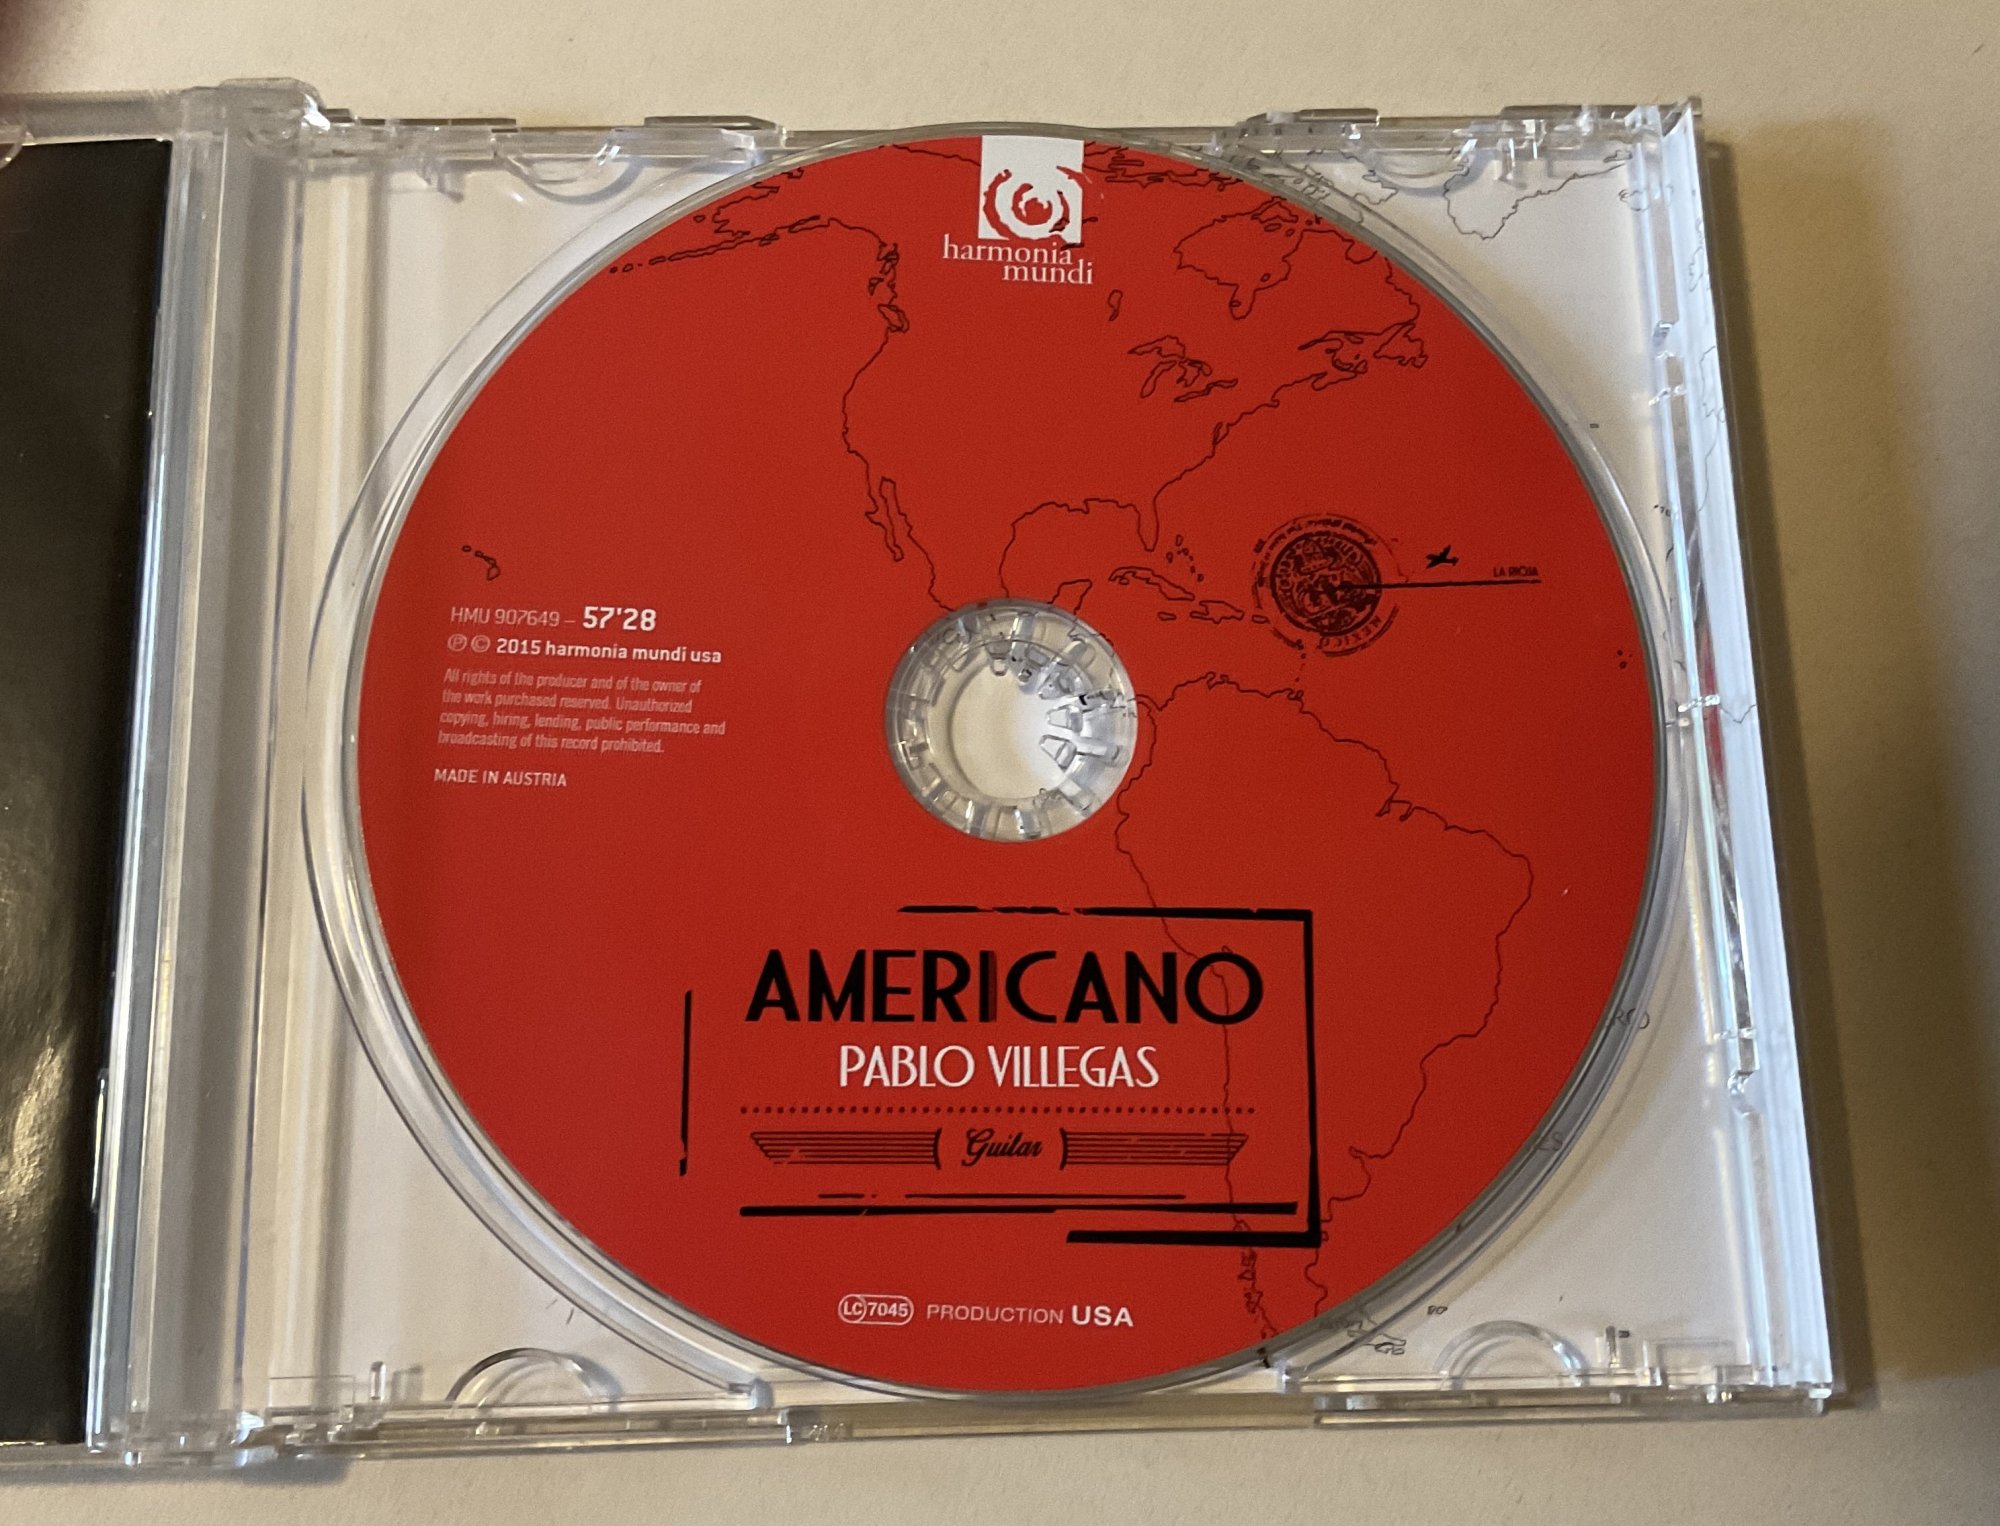 harmonia
mundi
LA RIOJA
MEXICO
HMU 907649 – 57'28
℗ © 2015 harmonia mundi usa
All rights of the producer and of the owner of
the work purchased reserved. Unauthorized
copying, hiring, lending, public performance and
broadcasting of this record prohibited.
MADE IN AUSTRIA
AMERICANO
PABLO VILLEGAS
Guitar
LC 7045 PRODUCTION USA